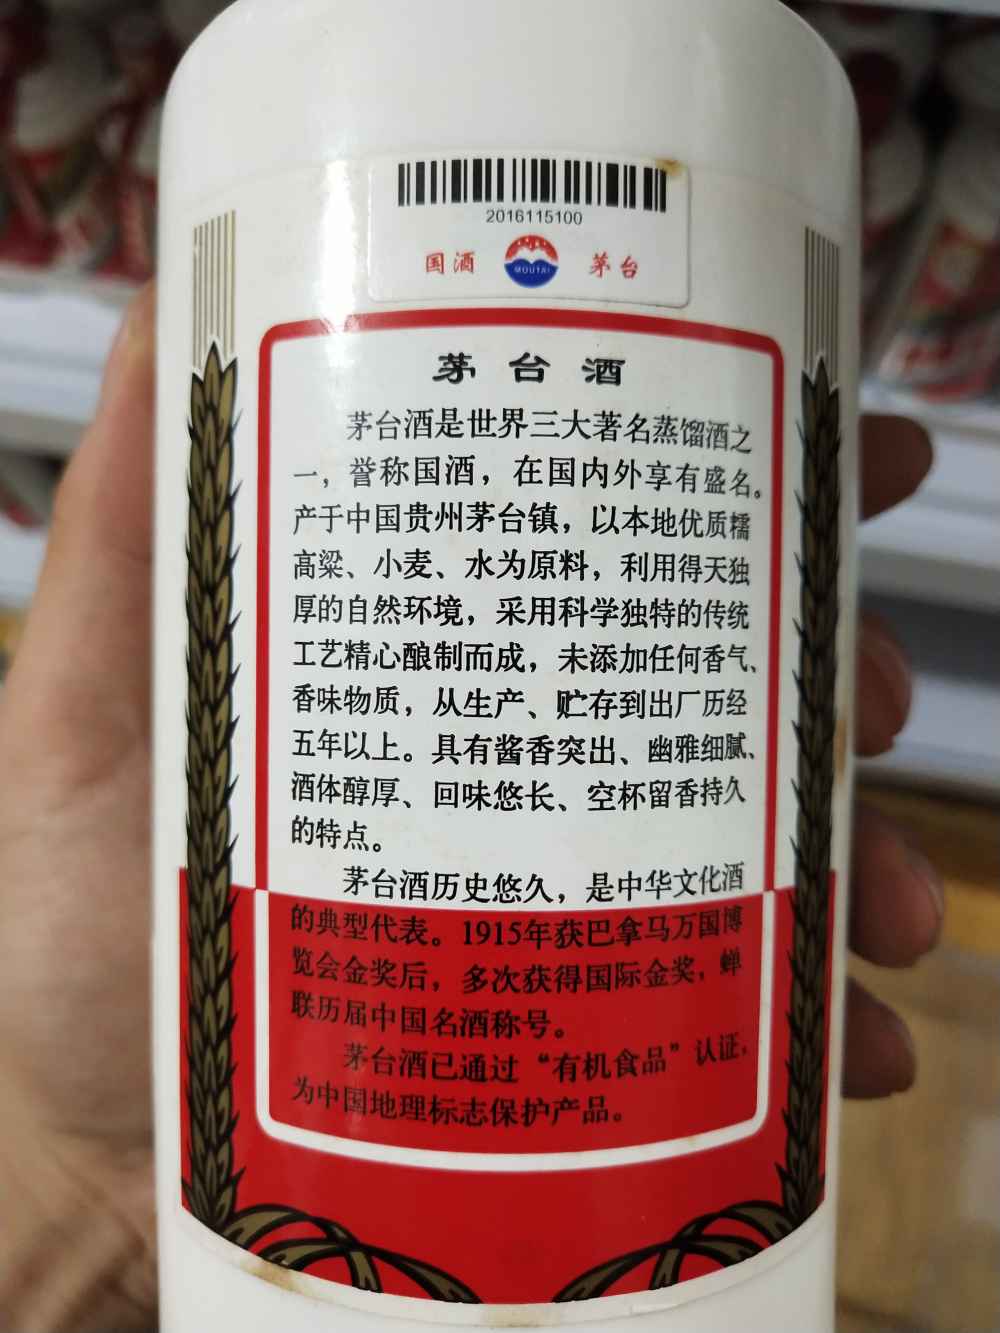 2016115100
国酒 MOUTAI 茅台
茅台酒
茅台酒是世界三大著名蒸馏酒之
一，誉称国酒，在国内外享有盛名。
产于中国贵州茅台镇，以本地优质糯
高粱、小麦、水为原料，利用得天独
厚的自然环境，采用科学独特的传统
工艺精心酿制而成，未添加任何香气、
香味物质，从生产、贮存到出厂历经
五年以上。具有酱香突出、幽雅细腻、
酒体醇厚、回味悠长、空杯留香持久
的特点。
茅台酒历史悠久，是中华文化酒
的典型代表。1915年获巴拿马万国博
览会金奖后，多次获得国际金奖，蝉
联历届中国名酒称号。
茅台酒已通过“有机食品”认证，
为中国地理标志保护产品。